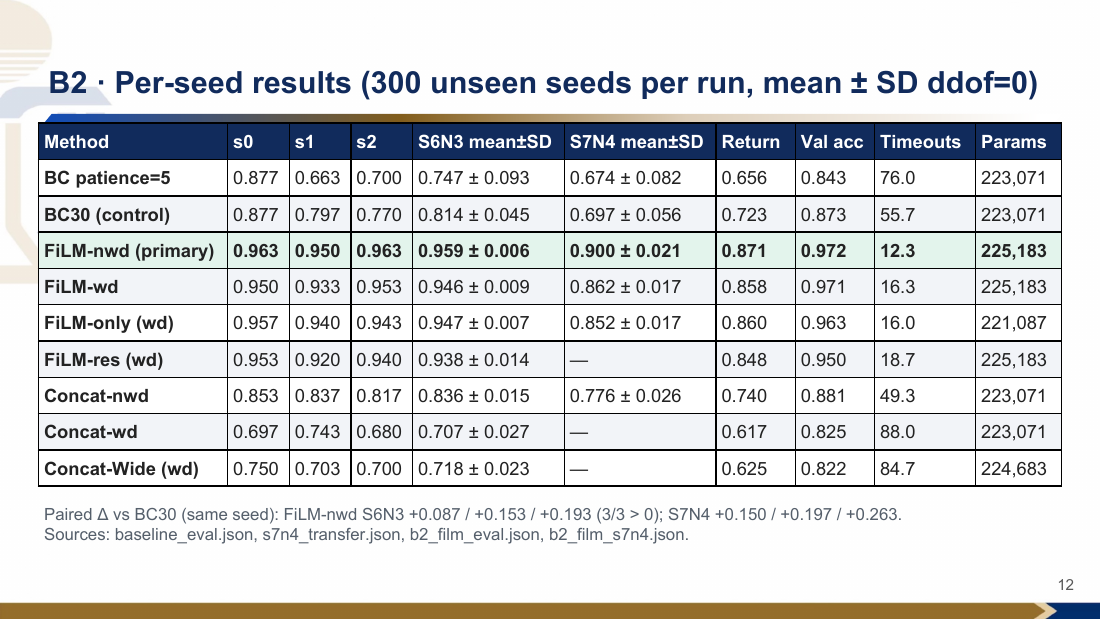 B2 · Per-seed results (300 unseen seeds per run, mean ± SD ddof=0)
Method s0 s1 s2 S6N3 mean±SD S7N4 mean±SD Return Val acc Timeouts Params
BC patience=5 0.877 0.663 0.700 0.747 ± 0.093 0.674 ± 0.082 0.656 0.843 76.0 223,071
BC30 (control) 0.877 0.797 0.770 0.814 ± 0.045 0.697 ± 0.056 0.723 0.873 55.7 223,071
FiLM-nwd (primary) 0.963 0.950 0.963 0.959 ± 0.006 0.900 ± 0.021 0.871 0.972 12.3 225,183
FiLM-wd 0.950 0.933 0.953 0.946 ± 0.009 0.862 ± 0.017 0.858 0.971 16.3 225,183
FiLM-only (wd) 0.957 0.940 0.943 0.947 ± 0.007 0.852 ± 0.017 0.860 0.963 16.0 221,087
FiLM-res (wd) 0.953 0.920 0.940 0.938 ± 0.014 — 0.848 0.950 18.7 225,183
Concat-nwd 0.853 0.837 0.817 0.836 ± 0.015 0.776 ± 0.026 0.740 0.881 49.3 223,071
Concat-wd 0.697 0.743 0.680 0.707 ± 0.027 — 0.617 0.825 88.0 223,071
Concat-Wide (wd) 0.750 0.703 0.700 0.718 ± 0.023 — 0.625 0.822 84.7 224,683
Paired Δ vs BC30 (same seed): FiLM-nwd S6N3 +0.087 / +0.153 / +0.193 (3/3 > 0); S7N4 +0.150 / +0.197 / +0.263.
Sources: baseline_eval.json, s7n4_transfer.json, b2_film_eval.json, b2_film_s7n4.json.
12